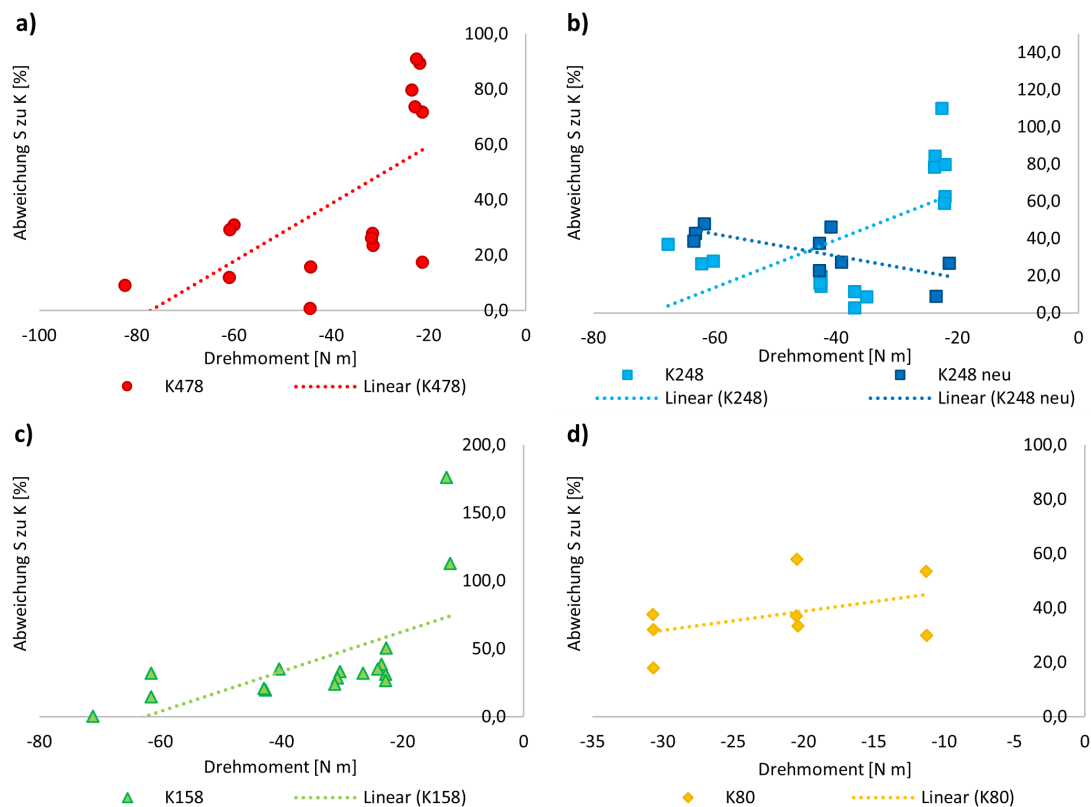 a)
Abweichung S zu K [%]
100,0
80,0
60,0
40,0
20,0
0,0
-100 -80 -60 -40 -20 0
Drehmoment [N m]
K478 Linear (K478)
b)
Abweichung S zu K [%]
140,0
120,0
100,0
80,0
60,0
40,0
20,0
0,0
-80 -60 -40 -20 0
Drehmoment [N m]
K248 K248 neu
Linear (K248) Linear (K248 neu)
c)
Abweichung S zu K [%]
200,0
150,0
100,0
50,0
0,0
-80 -60 -40 -20 0
Drehmoment [N m]
K158 Linear (K158)
d)
Abweichung S zu K [%]
100,0
80,0
60,0
40,0
20,0
0,0
-35 -30 -25 -20 -15 -10 -5 0
Drehmoment [N m]
K80 Linear (K80)